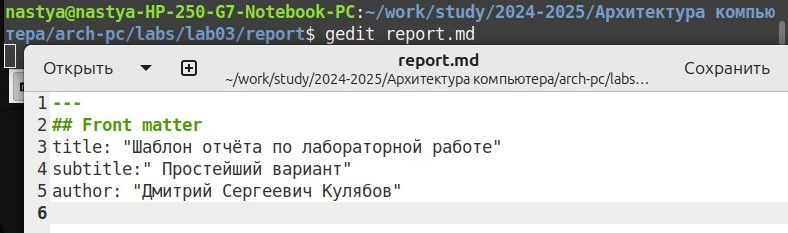 nastya@nastya-HP-250-G7-Notebook-PC:~/work/study/2024-2025/Архитектура компью
тера/arch-pc/labs/lab03/report$ gedit report.md
Открыть
report.md
~/work/study/2024-2025/Архитектура компьютера/arch-pc/labs…
Сохранить
1 ---
2 ## Front matter
3 title: "Шаблон отчёта по лабораторной работе"
4 subtitle:" Простейший вариант"
5 author: "Дмитрий Сергеевич Кулябов"
6